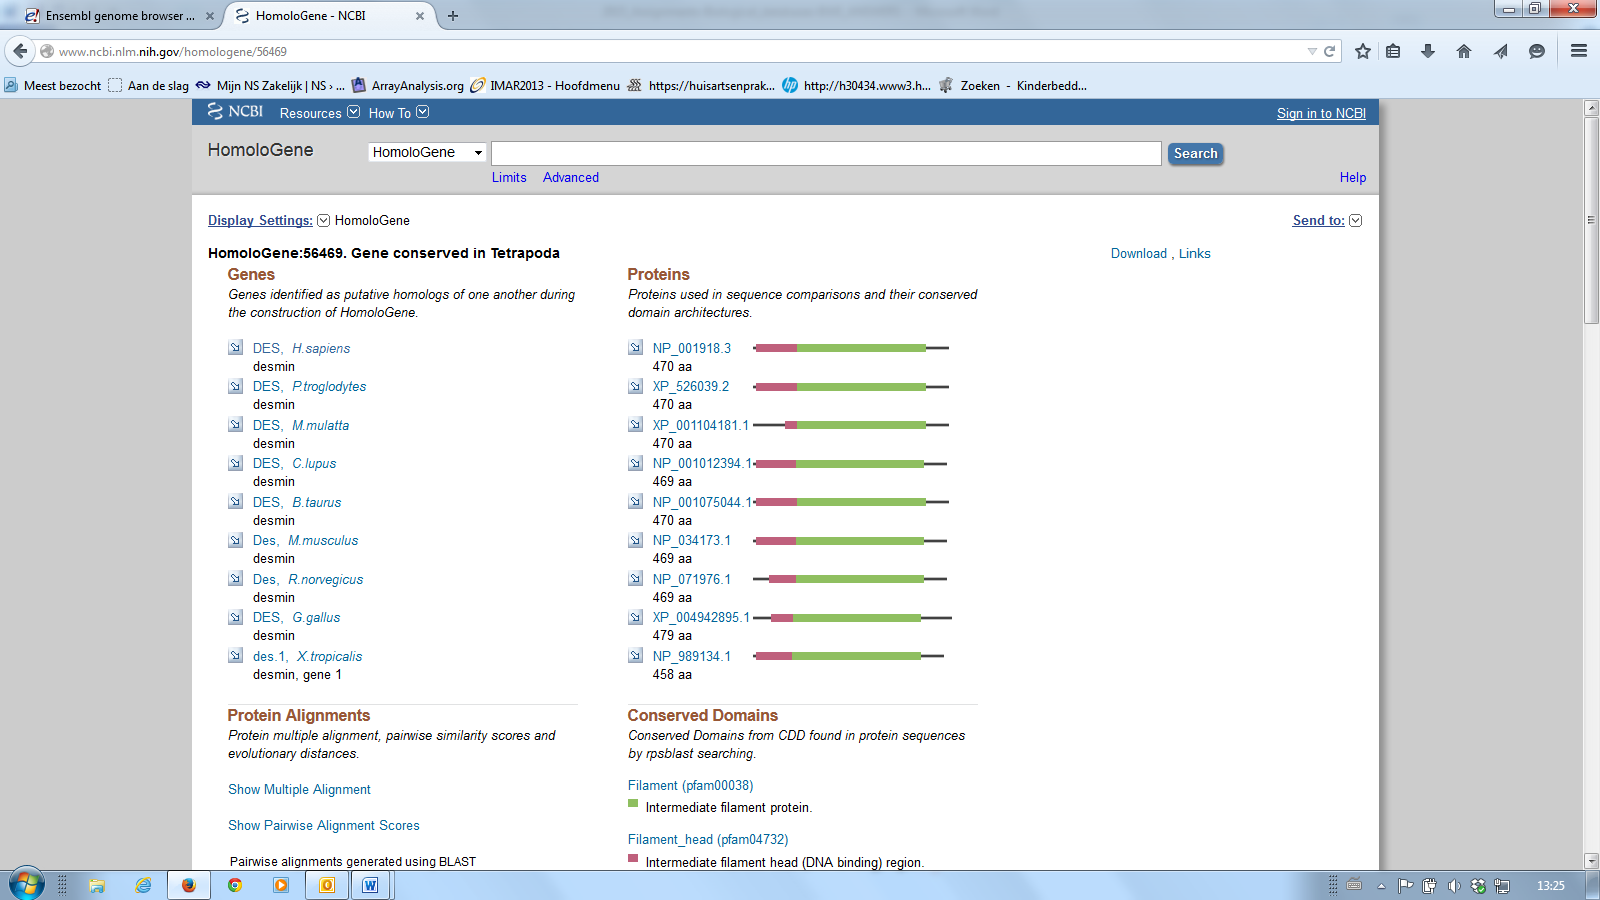 Ensembl genome browser ...
HomoloGene - NCBI
www.ncbi.nlm.nih.gov/homologene/56469
Meest bezocht
Aan de slag
Mijn NS Zakelijk | NS › ...
ArrayAnalysis.org
IMAR2013 - Hoofdmenu
https://huisartsenprak...
http://h30434.www3.h...
Zoeken - Kinderbedd...
NCBI Resources How To
Sign in to NCBI
HomoloGene
HomoloGene
Search
Limits Advanced
Help
Display Settings: HomoloGene
Send to:
HomoloGene:56469. Gene conserved in Tetrapoda
Download , Links
Genes
Genes identified as putative homologs of one another during
the construction of HomoloGene.
DES, H.sapiens
desmin
DES, P.troglodytes
desmin
DES, M.mulatta
desmin
DES, C.lupus
desmin
DES, B.taurus
desmin
Des, M.musculus
desmin
Des, R.norvegicus
desmin
DES, G.gallus
desmin
des.1, X.tropicalis
desmin, gene 1
Proteins
Proteins used in sequence comparisons and their conserved
domain architectures.
NP_001918.3
470 aa
XP_526039.2
470 aa
XP_001104181.1
470 aa
NP_001012394.1
469 aa
NP_001075044.1
470 aa
NP_034173.1
469 aa
NP_071976.1
469 aa
XP_004942895.1
479 aa
NP_989134.1
458 aa
Protein Alignments
Protein multiple alignment, pairwise similarity scores and
evolutionary distances.
Show Multiple Alignment
Show Pairwise Alignment Scores
Pairwise alignments generated using BLAST
Conserved Domains
Conserved Domains from CDD found in protein sequences
by rpsblast searching.
Filament (pfam00038)
Intermediate filament protein.
Filament_head (pfam04732)
Intermediate filament head (DNA binding) region.
13:25